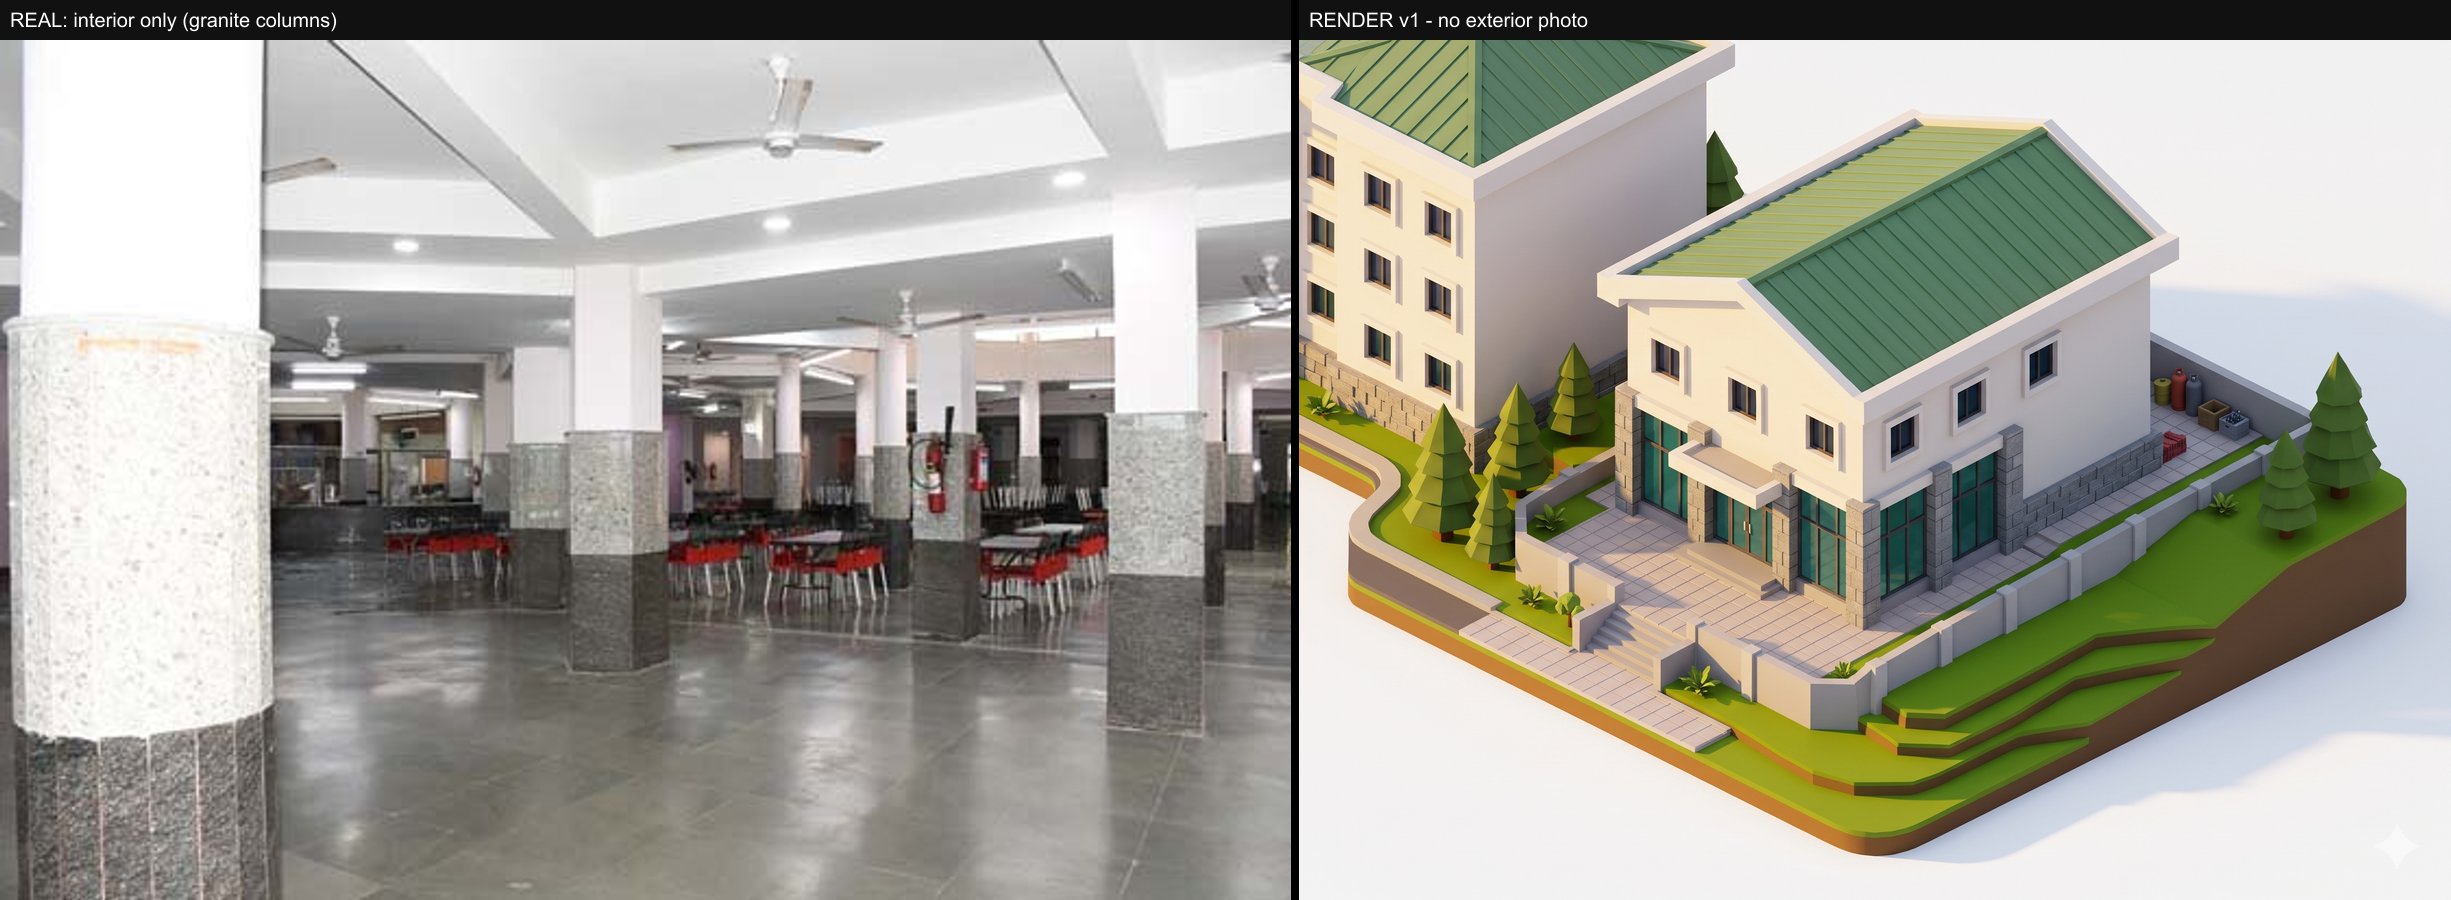 REAL: interior only (granite columns)
RENDER v1 - no exterior photo